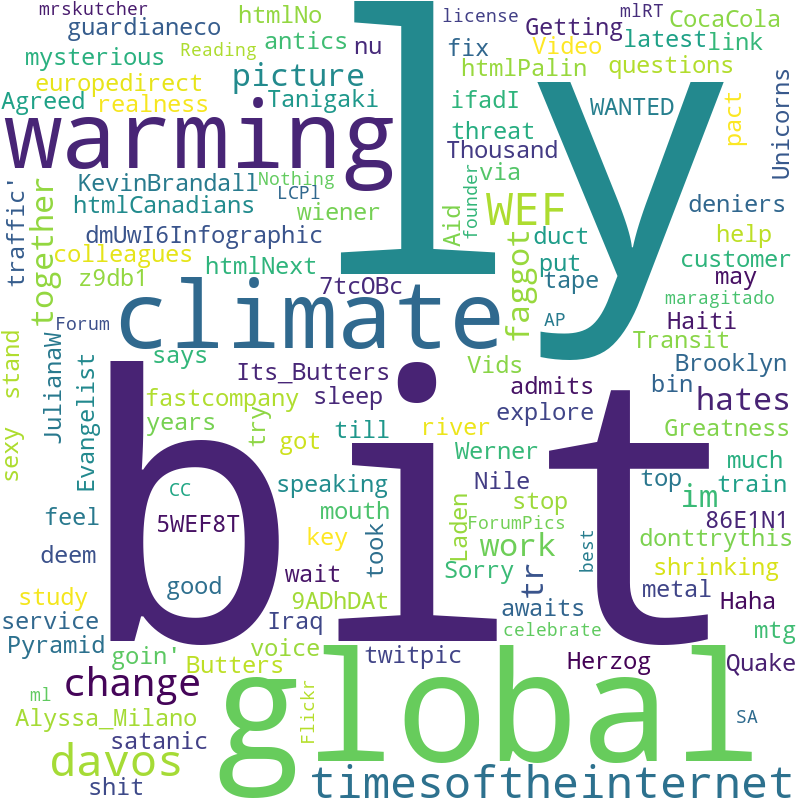 mrskutcher
guardianeco
mysterious
europedirect
Agreed
realness
Reading
htmlNo
antics
nu
picture
Tanigaki
warming
ly
license
fix
htmlPalin
ifadI
threat
Thousand
via
WEF
Getting
Video
mlRT
latest
link
questions
WANTED
CocaCola
pact
Unicorns
deniers
help
customer
may
maragitado
Haiti
Transit
Brooklyn
KevinBrandall
Nothing
LCPl
htmlCanadians
wiener
dmUwI6Infographic
colleagues
htmlNext
z9db1
7tcOBc
traffic'
together
Forum
climate
Aid
founder
faggot
duct
put
tape
AP
stand
sexy
JulianaW
Evangelist
says
Its_Butters
fastcompany
sleep
years
try
got
till
river
Vids
admits
explore
bin
hates
Greatness
bit
Werner
Nile
speaking
CC
mouth
5WEF8T
key
took
Laden
stop
ForumPics
work
im
top
much
train
86E1N1
donttrythis
feel
deem
good
wait
Sorry
tr
best
shrinking
metal
Haha
study
service
Pyramid
9ADhDAt
Iraq
awaits
celebrate
mtg
goin'
voice
Butters
twitpic
Herzog
Quake
ml
change
Flickr
global
SA
Alyssa_Milano
satanic
davos
shit
timesoftheinternet